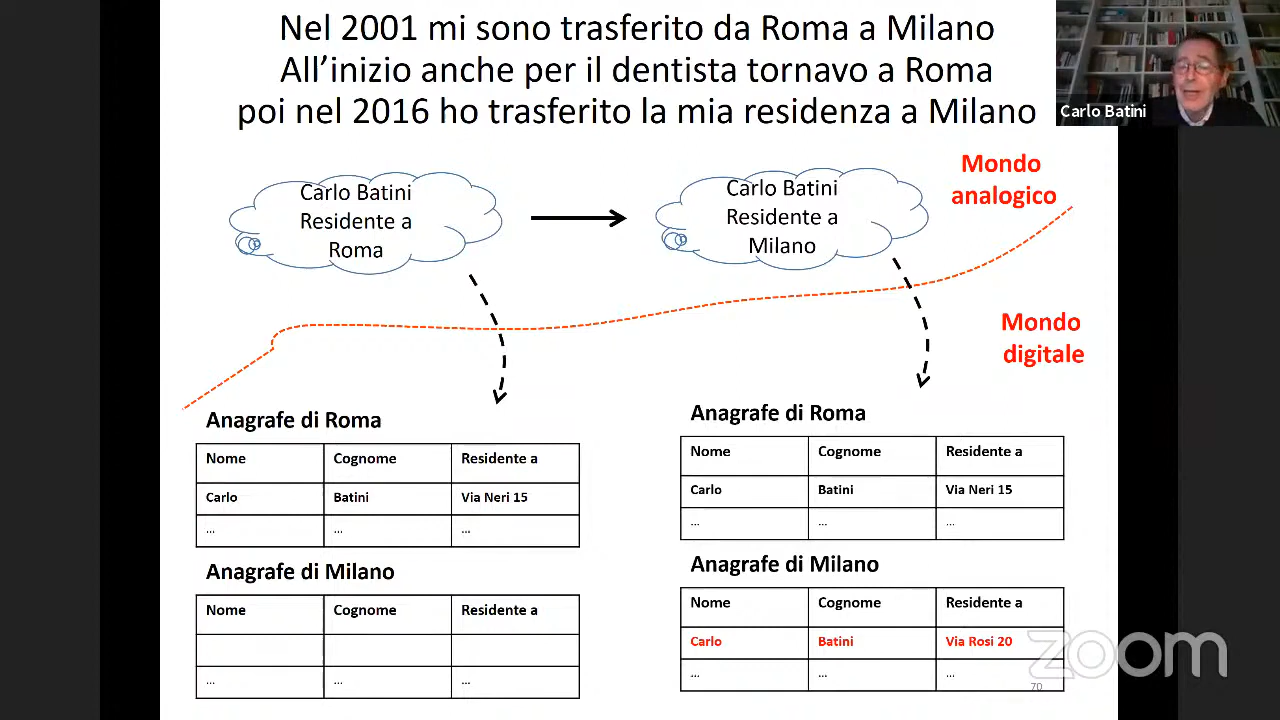 Nel 2001 mi sono trasferito da Roma a Milano
All’inizio anche per il dentista tornavo a Roma
poi nel 2016 ho trasferito la mia residenza a Milano
Carlo Batini
Carlo Batini
Residente a
Roma
Carlo Batini
Residente a
Milano
Mondo
analogico
Mondo
digitale
Anagrafe di Roma
Nome Cognome Residente a
Carlo Batini Via Neri 15
... ... ...
Anagrafe di Milano
Nome Cognome Residente a
... ... ...
Anagrafe di Roma
Nome Cognome Residente a
Carlo Batini Via Neri 15
... ... ...
Anagrafe di Milano
Nome Cognome Residente a
Carlo Batini Via Rosi 20
... ... ...
70
zoom